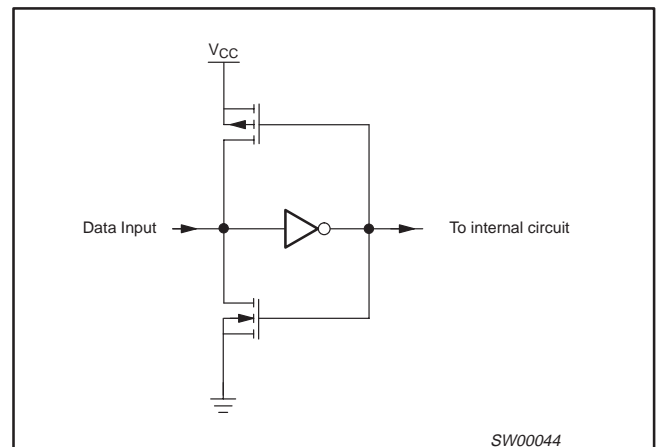 VCC
Data Input
To internal circuit
SW00044